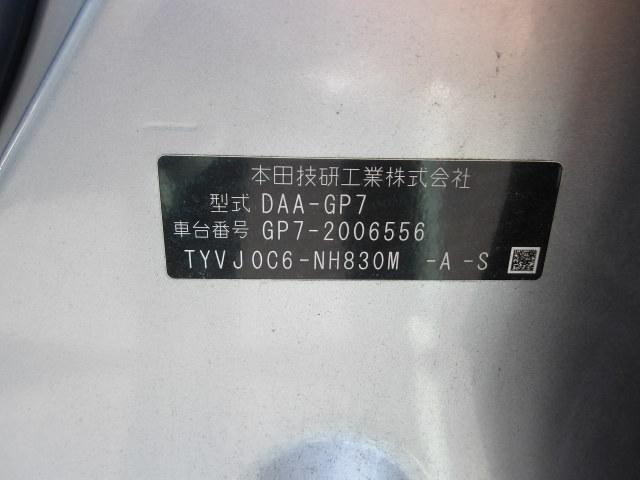 本田技研工業株式会社
型式 DAA-GP7
車台番号 GP7-2006556
TYVJ0C6-NH830M -A -S